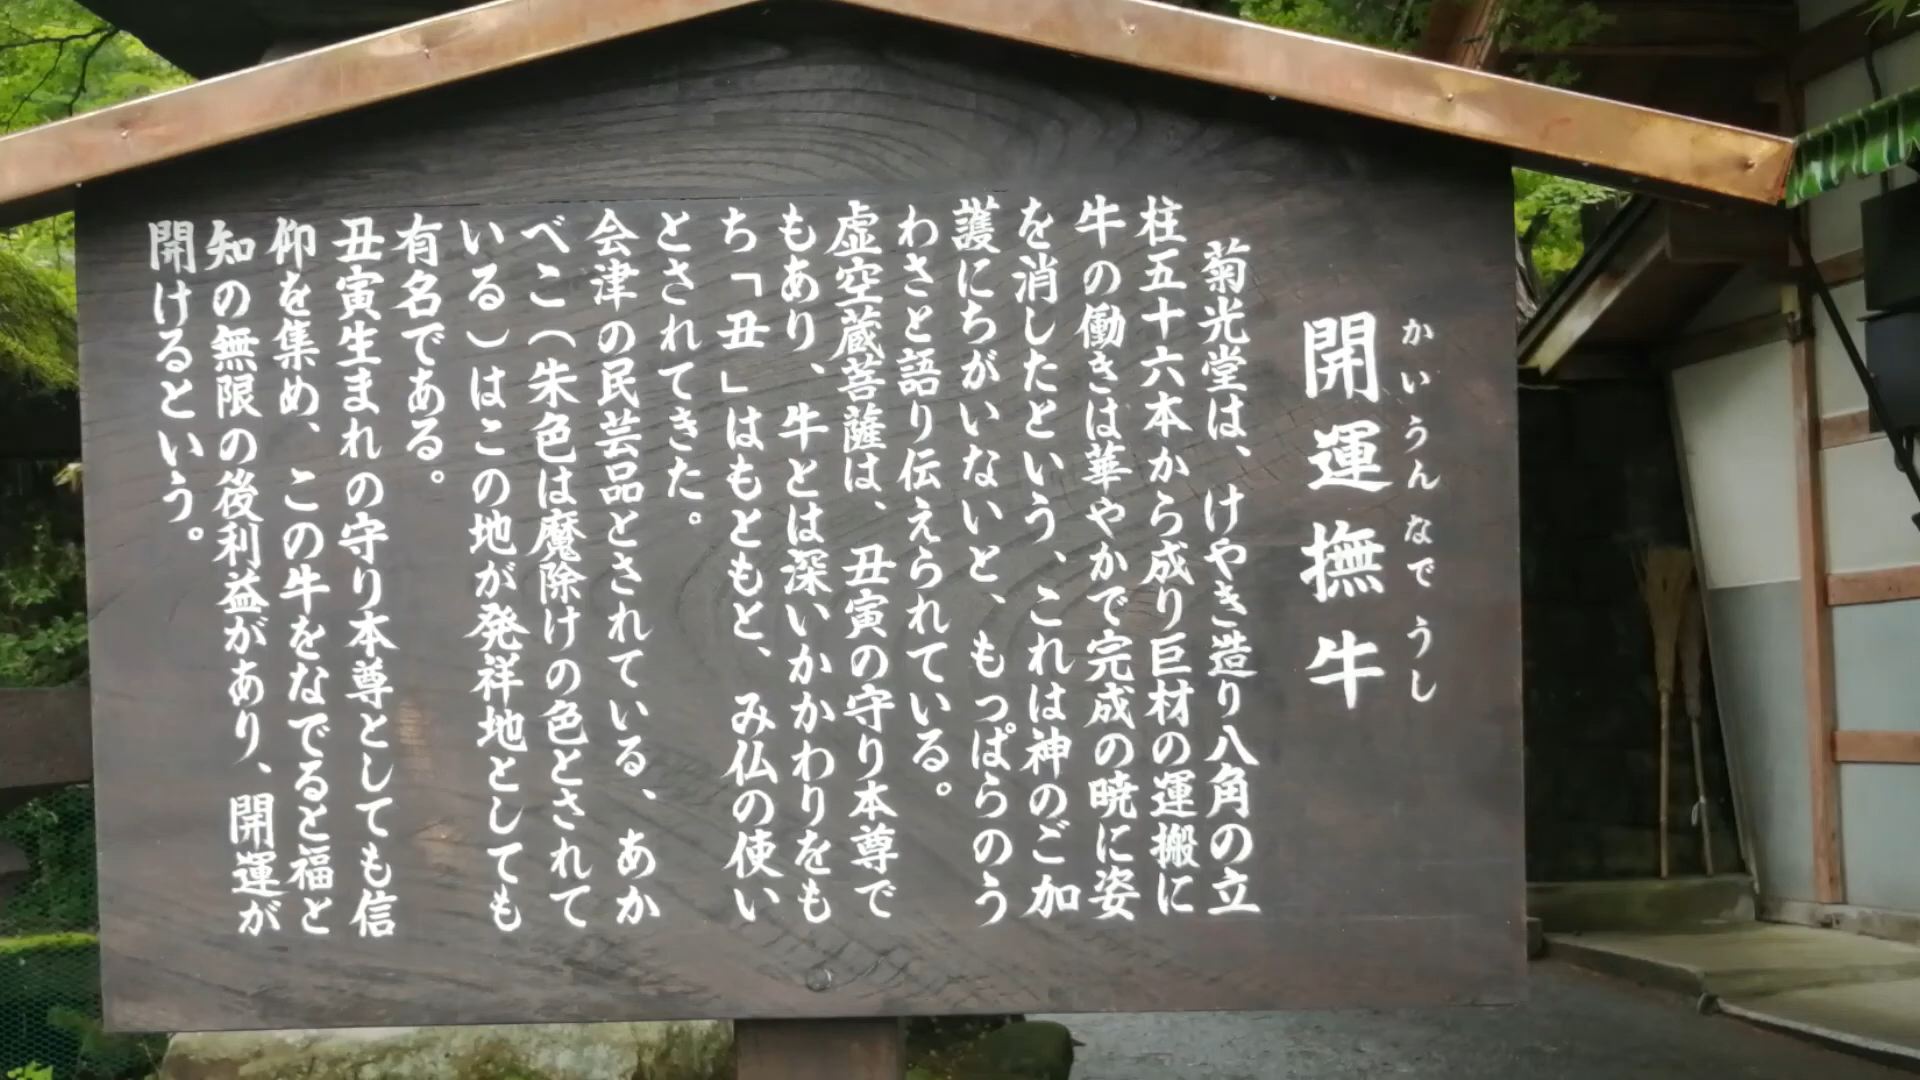 開運撫牛
かいうんなでうし
菊光堂は、けやき造り八角の立
柱五十六本から成り巨材の運搬に
牛の働きは華やかで完成の暁に姿
を消したという、これは神のご加
護にちがいないと、もっぱらのう
わさと語り伝えられている。
虚空蔵菩薩は、丑寅の守り本尊で
もあり、牛とは深いかかわりをも
ち「丑」はもともと、み仏の使い
とされてきた。
会津の民芸品とされている、あか
べこ(朱色は魔除けの色とされて
いる)はこの地が発祥地としても
有名である。
丑寅生まれの守り本尊としても信
仰を集め、この牛をなでると福と
知の無限の後利益があり、開運が
開けるという。